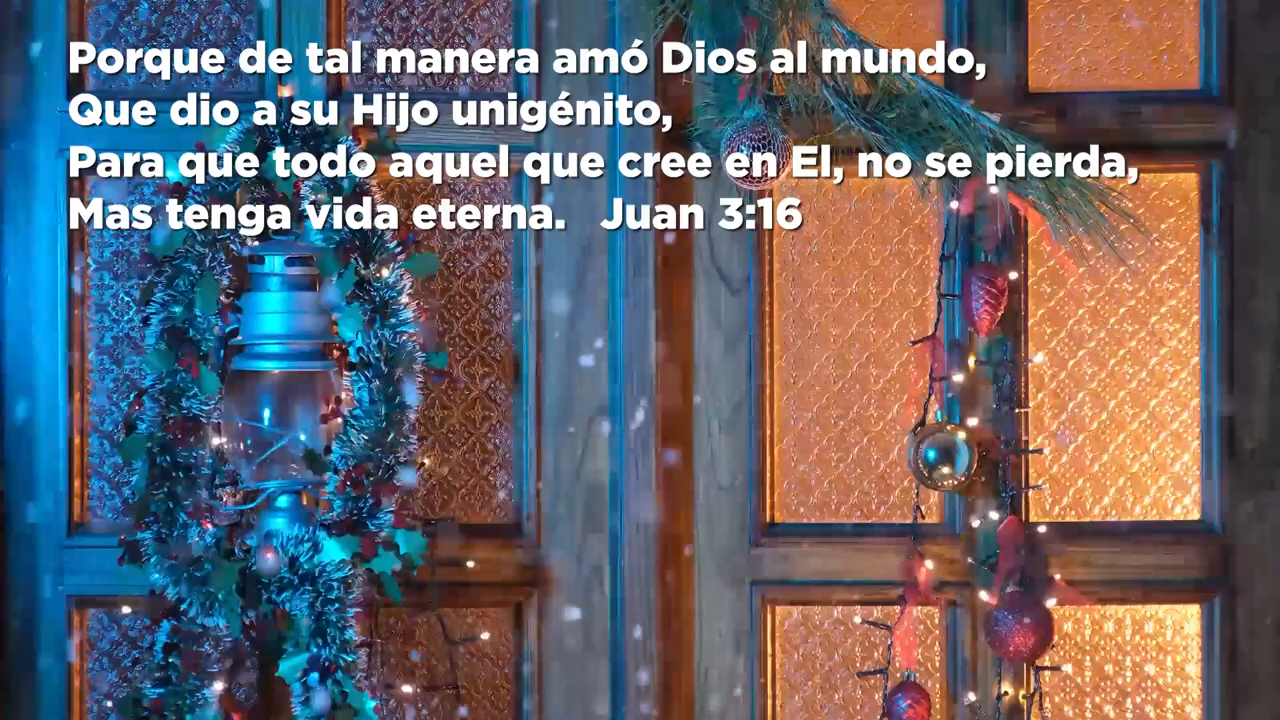 Porque de tal manera amó Dios al mundo,
Que dio a su Hijo unigénito,
Para que todo aquel que cree en El, no se pierda,
Mas tenga vida eterna.   Juan 3:16